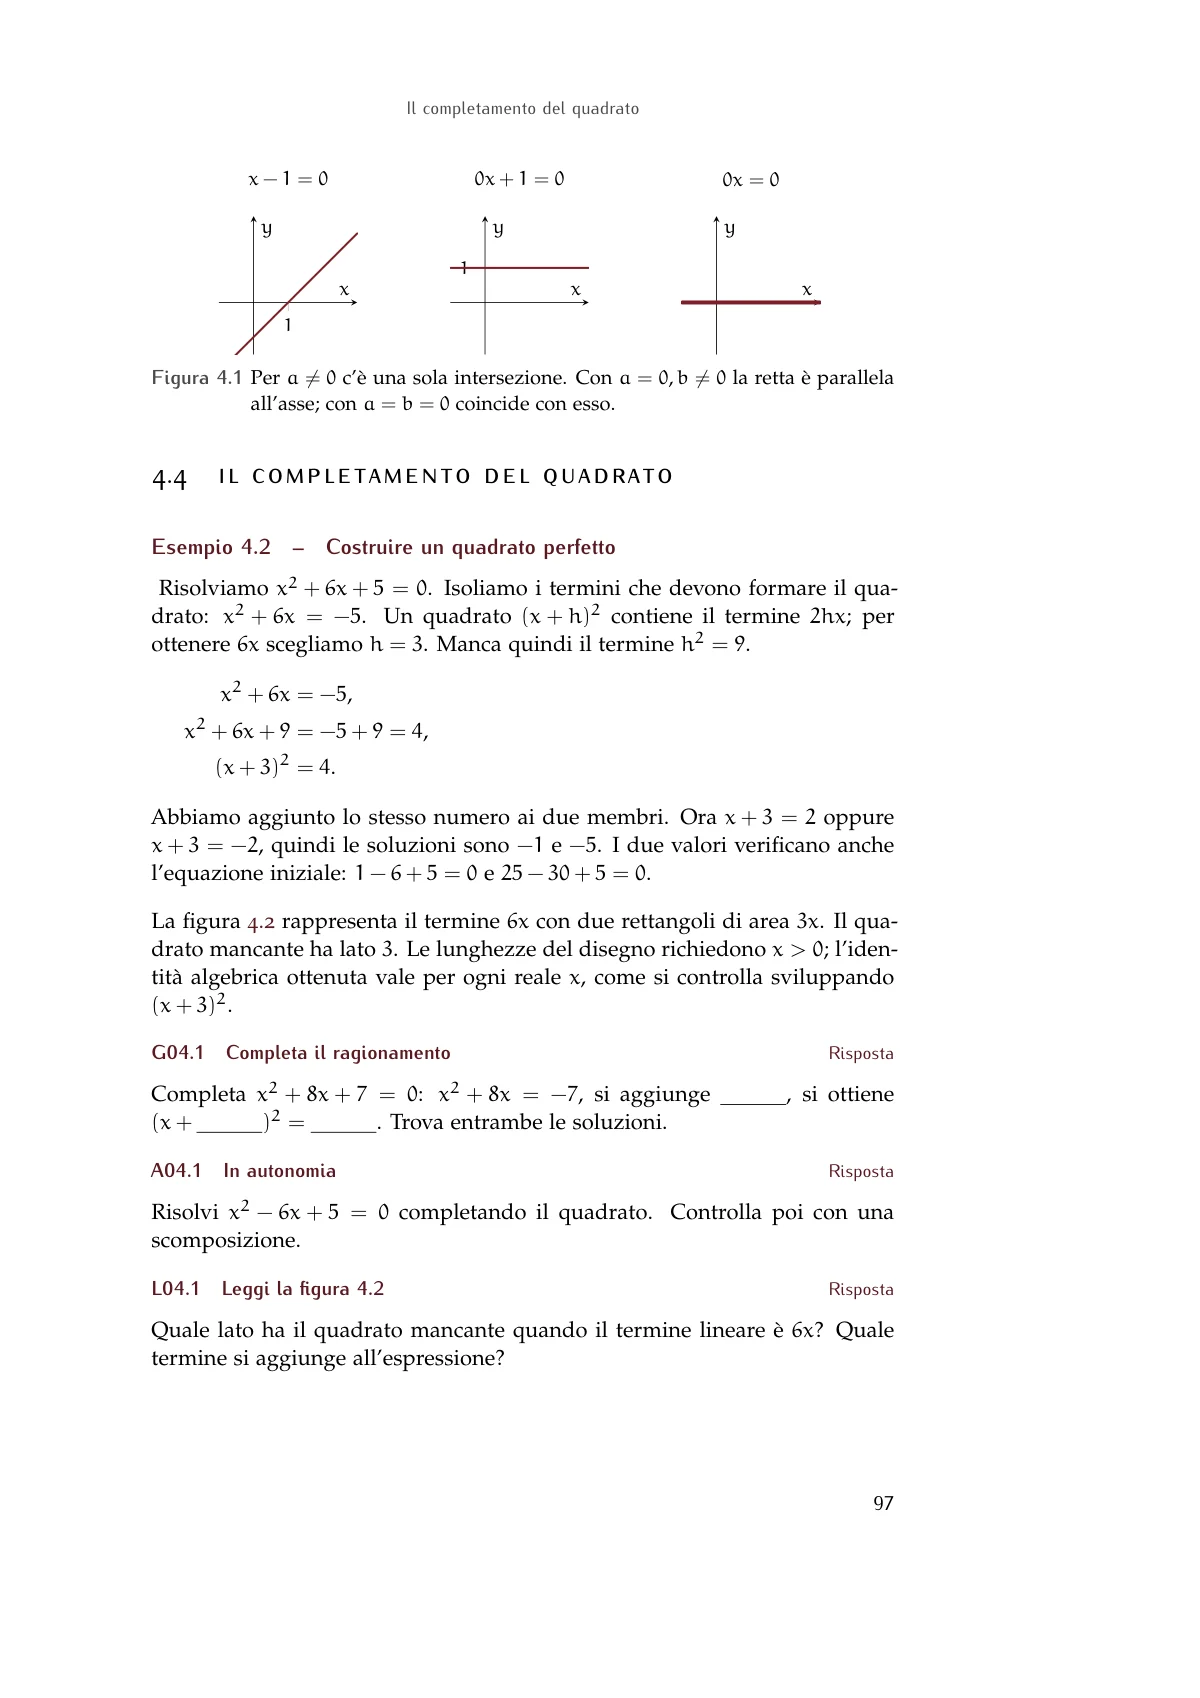 Il completamento del quadrato
x − 1 = 0
0x + 1 = 0
0x = 0
y
x
1
y
1
x
y
x
Figura 4.1 Per a ≠ 0 c'è una sola intersezione. Con a = 0, b ≠ 0 la retta è parallela
all'asse; con a = b = 0 coincide con esso.
4.4 IL COMPLETAMENTO DEL QUADRATO
Esempio 4.2 – Costruire un quadrato perfetto
Risolviamo x² + 6x + 5 = 0. Isoliamo i termini che devono formare il qua-
drato: x² + 6x = −5. Un quadrato (x + h)² contiene il termine 2hx; per
ottenere 6x scegliamo h = 3. Manca quindi il termine h² = 9.
x² + 6x = −5,
x² + 6x + 9 = −5 + 9 = 4,
(x + 3)² = 4.
Abbiamo aggiunto lo stesso numero ai due membri. Ora x + 3 = 2 oppure
x + 3 = −2, quindi le soluzioni sono −1 e −5. I due valori verificano anche
l'equazione iniziale: 1 − 6 + 5 = 0 e 25 − 30 + 5 = 0.
La figura 4.2 rappresenta il termine 6x con due rettangoli di area 3x. Il qua-
drato mancante ha lato 3. Le lunghezze del disegno richiedono x > 0; l'iden-
tità algebrica ottenuta vale per ogni reale x, come si controlla sviluppando
(x + 3)².
G04.1 Completa il ragionamento Risposta
Completa x² + 8x + 7 = 0: x² + 8x = −7, si aggiunge ______, si ottiene
(x + ______)² = ______. Trova entrambe le soluzioni.
A04.1 In autonomia Risposta
Risolvi x² − 6x + 5 = 0 completando il quadrato. Controlla poi con una
scomposizione.
L04.1 Leggi la figura 4.2 Risposta
Quale lato ha il quadrato mancante quando il termine lineare è 6x? Quale
termine si aggiunge all'espressione?
97